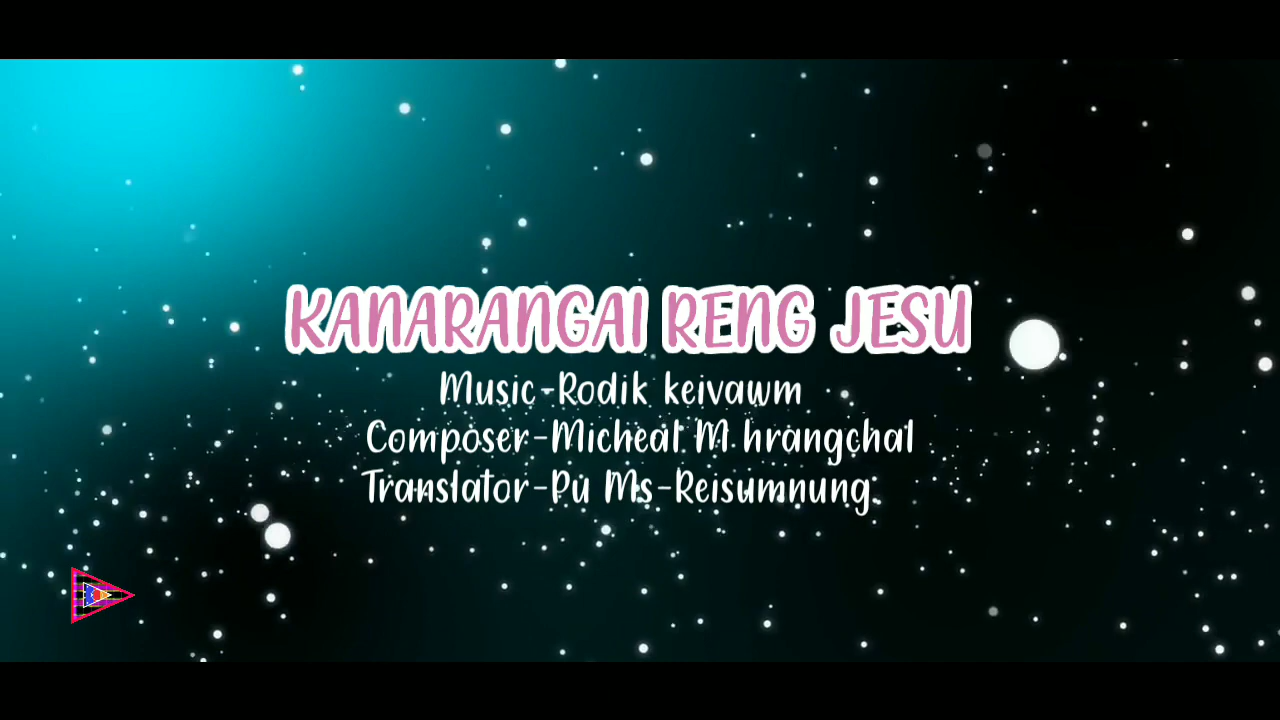 KANARANGAI RENG JESU
Music-Rodik keivawm
Composer-Micheal M hrangchal
Translator-Pu Ms-Reisumnung.